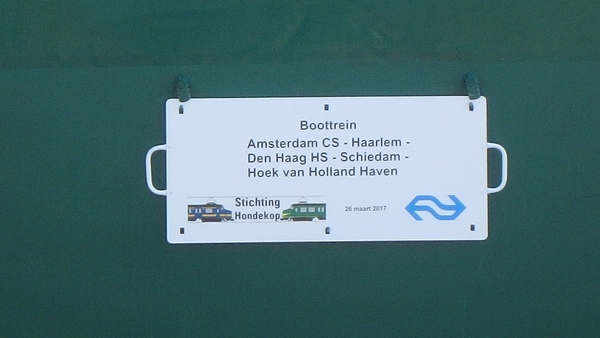 Boottrein
Amsterdam CS - Haarlem -
Den Haag HS - Schiedam -
Hoek van Holland Haven
Stichting
Hondekop
26 maart 2017